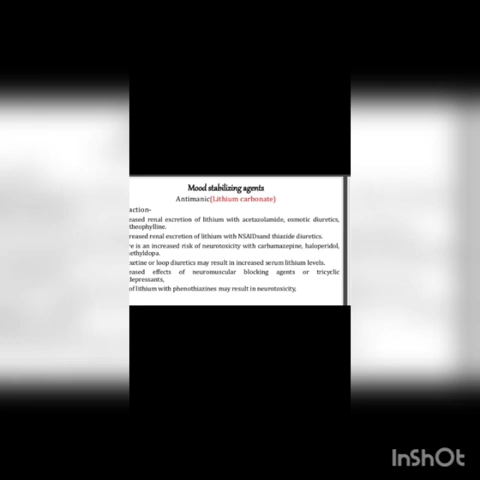 Mood stabilizing agents
Antimanic(Lithium carbonate)
action-
eased renal excretion of lithium with acetazolamide, osmotic diuretics,
theophylline.
reased renal excretion of lithium with NSAIDsand thiazide diuretics.
re is an increased risk of neurotoxicity with carbamazepine, haloperidol,
ethyldopa.
xetine or loop diuretics may result in increased serum lithium levels.
eased effects of neuromuscular blocking agents or tricyclic
depressants,
of lithium with phenothiazines may result in neurotoxicity,
InShOt